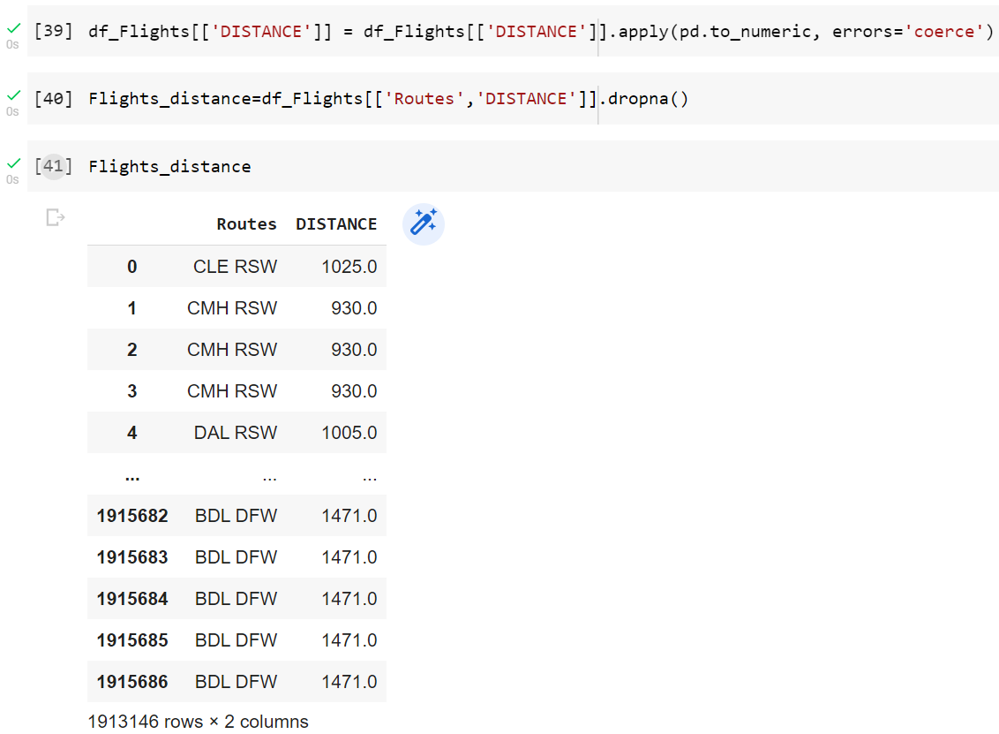 [39] df_Flights[['DISTANCE']] = df_Flights[['DISTANCE']].apply(pd.to_numeric, errors='coerce')
0s
[40] Flights_distance=df_Flights[['Routes','DISTANCE']].dropna()
0s
[41] Flights_distance
0s
Routes DISTANCE
0 CLE RSW 1025.0
1 CMH RSW 930.0
2 CMH RSW 930.0
3 CMH RSW 930.0
4 DAL RSW 1005.0
... ... ...
1915682 BDL DFW 1471.0
1915683 BDL DFW 1471.0
1915684 BDL DFW 1471.0
1915685 BDL DFW 1471.0
1915686 BDL DFW 1471.0
1913146 rows × 2 columns